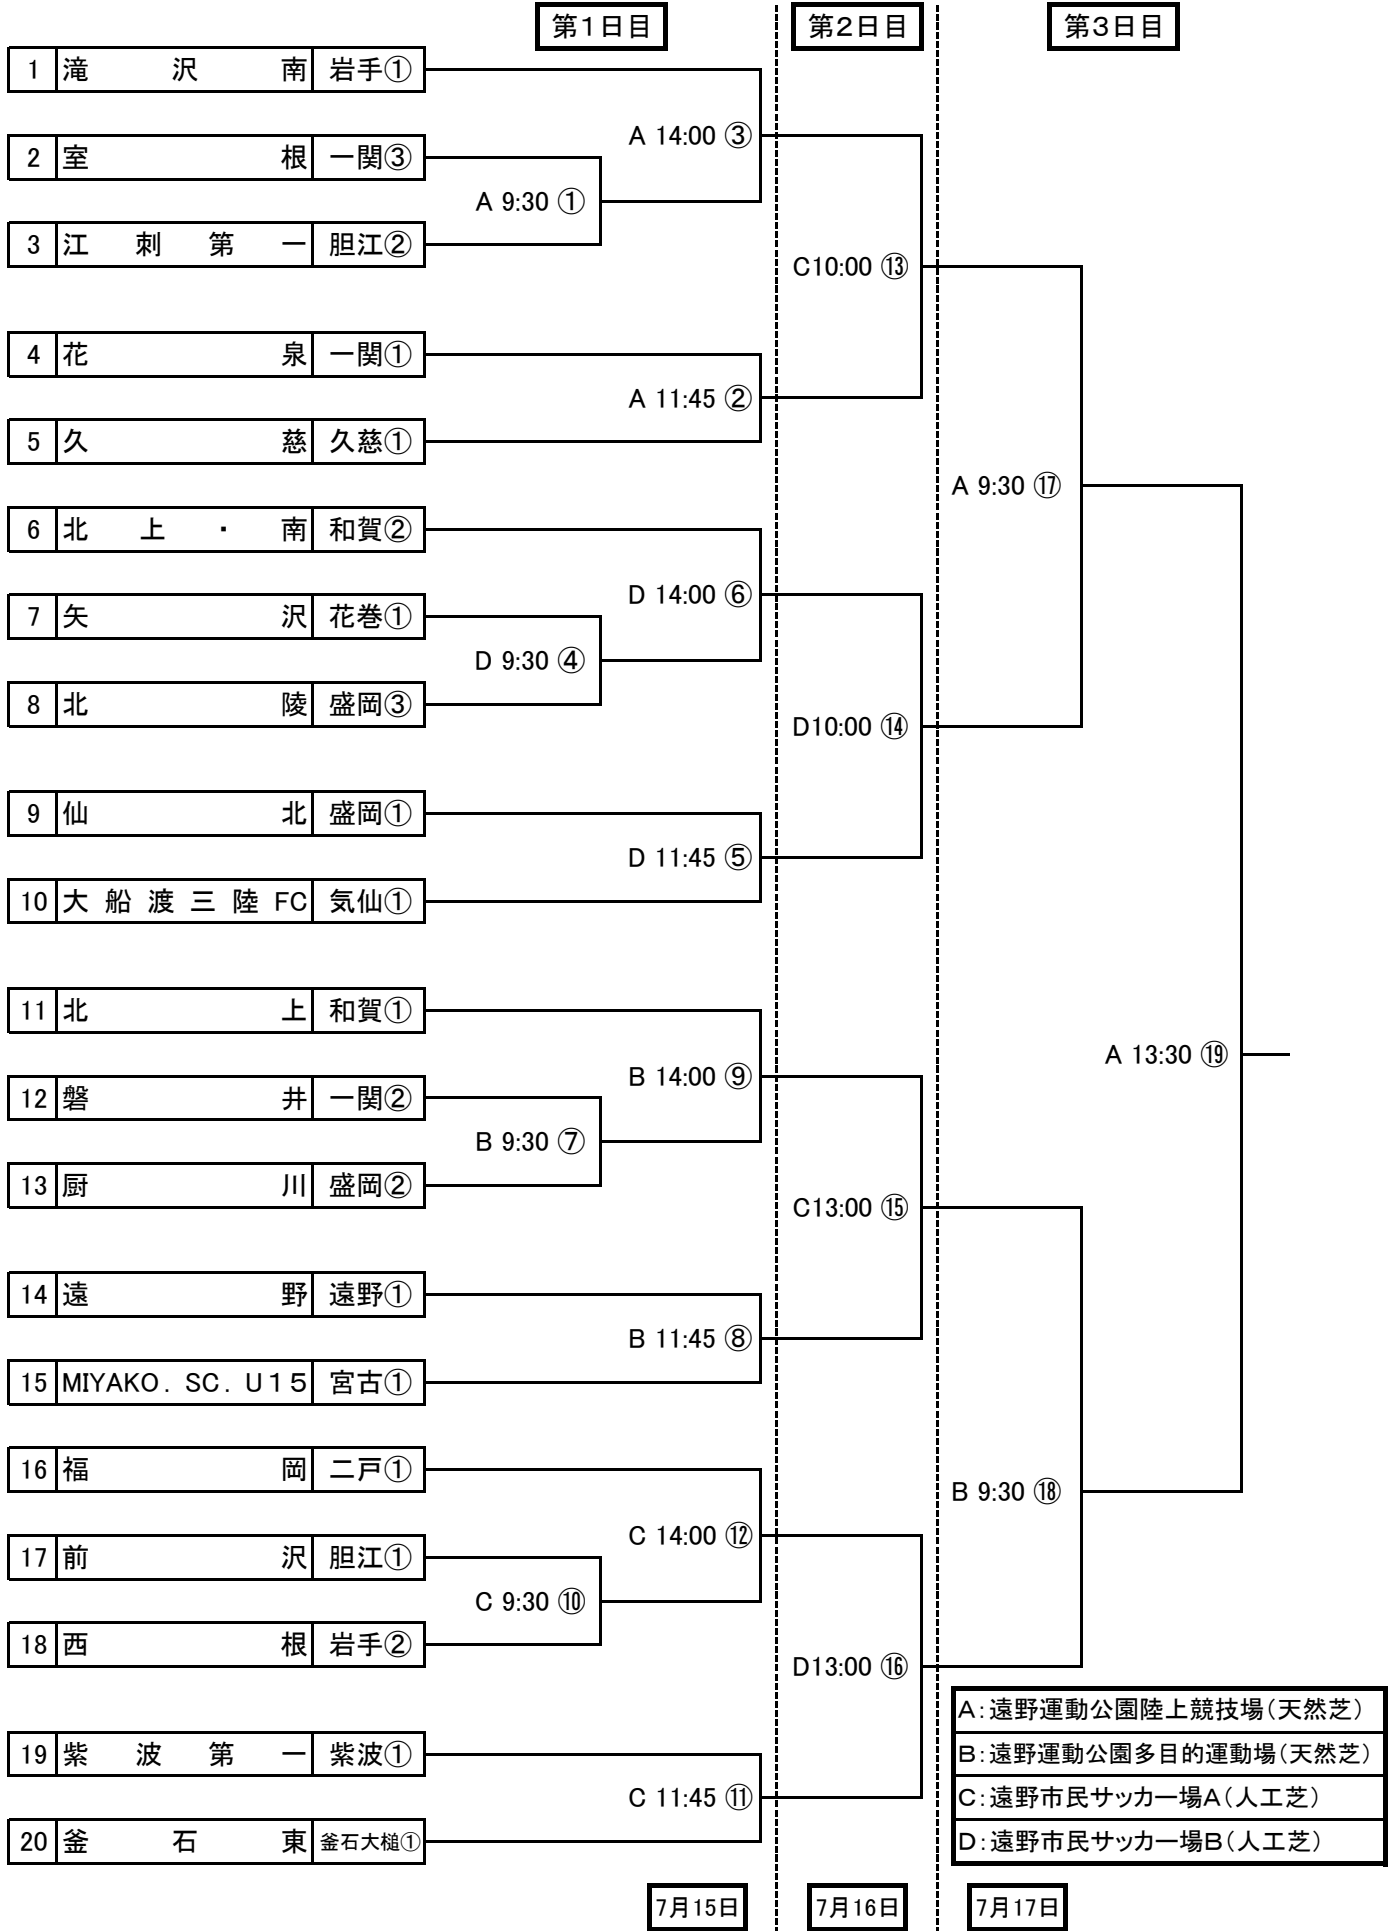 第1日目 第2日目 第3日目
1 滝沢南 岩手①
A 14:00 ③
2 室根 一関③
A 9:30 ①
3 江刺第一 胆江②
C10:00 ⑬
4 花泉 一関①
A 11:45 ②
5 久慈 久慈①
A 9:30 ⑰
6 北上・南 和賀②
D 14:00 ⑥
7 矢沢 花巻①
D 9:30 ④
8 北陵 盛岡③
D10:00 ⑭
9 仙北 盛岡①
D 11:45 ⑤
10 大船渡三陸FC 気仙①
11 北上 和賀①
A 13:30 ⑲
B 14:00 ⑨
12 磐井 一関②
B 9:30 ⑦
13 厨川 盛岡②
C13:00 ⑮
14 遠野 遠野①
B 11:45 ⑧
15 MIYAKO．SC．U１５ 宮古①
16 福岡 二戸①
B 9:30 ⑱
C 14:00 ⑫
17 前沢 胆江①
C 9:30 ⑩
18 西根 岩手②
D13:00 ⑯
A：遠野運動公園陸上競技場（天然芝）
B：遠野運動公園多目的運動場（天然芝）
19 紫波第一 紫波①
C：遠野市民サッカー場A（人工芝）
C 11:45 ⑪
D：遠野市民サッカー場B（人工芝）
20 釜石東 釜石大槌①
7月15日 7月16日 7月17日